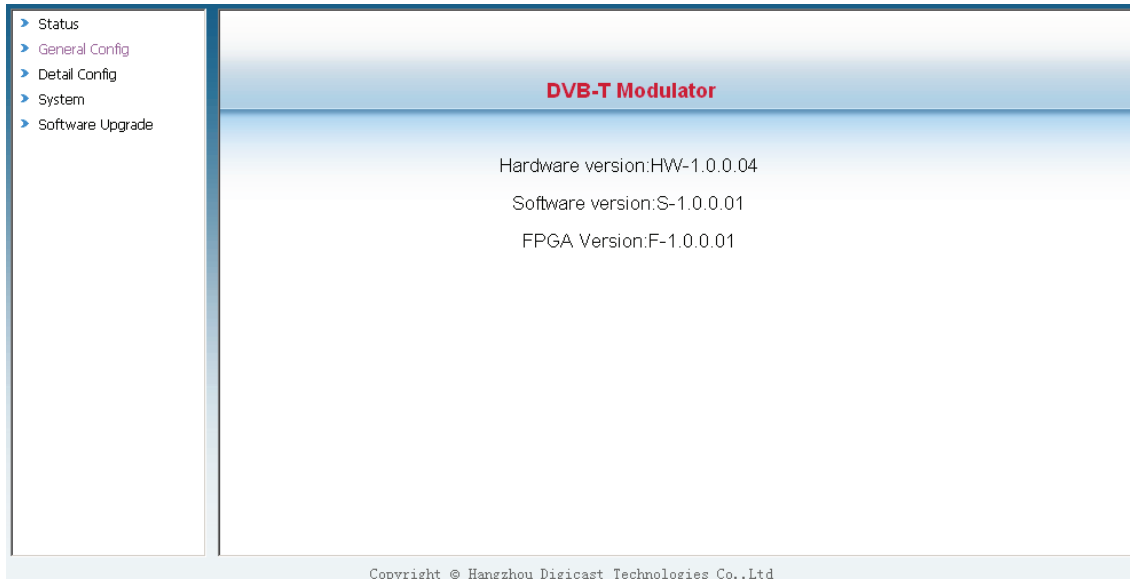 Status
General Config
Detail Config
System
Software Upgrade
DVB-T Modulator
Hardware version:HW-1.0.0.04
Software version:S-1.0.0.01
FPGA Version:F-1.0.0.01
Copyright © Hangzhou Digicast Technologies Co.,Ltd